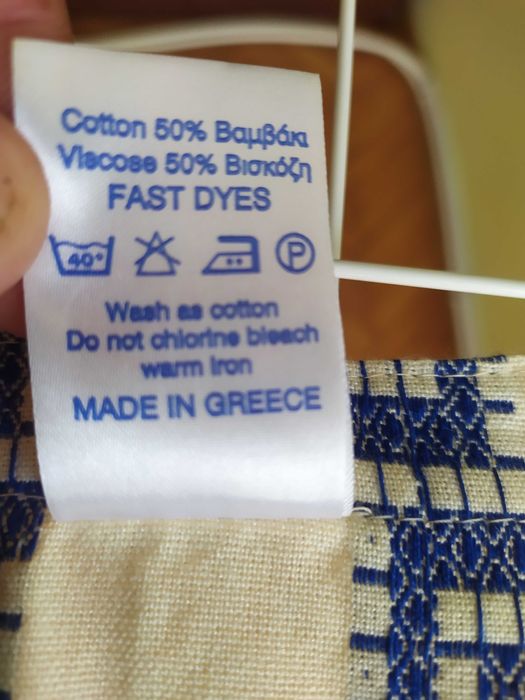 Cotton 50% Βαμβάκι
Viscose 50% Βισκόζη
FAST DYES
40° P
Wash as cotton
Do not chlorine bleach
warm iron
MADE IN GREECE